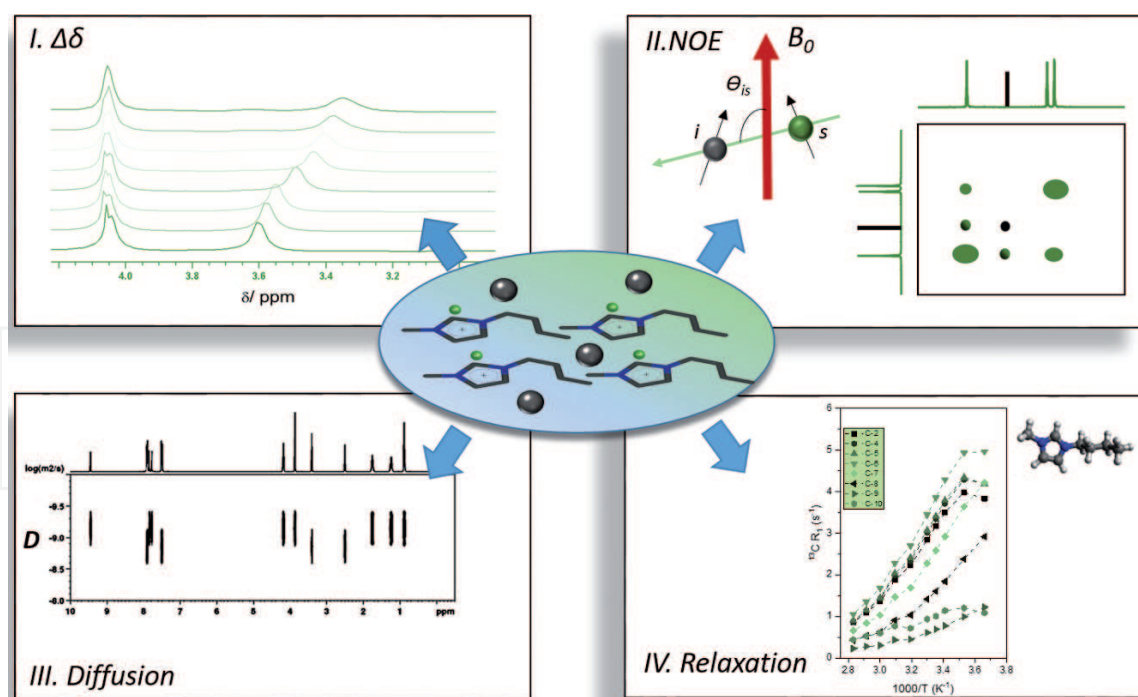 I. Δδ
4.0 3.8 3.6 3.4 3.2
δ/ ppm
II.NOE
B0
Θis
i
s
log(m2/s)
-9.5
-9.0
-8.5
-8.0
D
10 9 8 7 6 5 4 3 2 1 ppm
III. Diffusion
C-2
C-4
C-5
C-6
C-7
C-8
C-9
C-10
6
5
4
3
2
1
0
¹³C R₁ (s⁻¹)
2.8 3.0 3.2 3.4 3.6 3.8
1000/T (K⁻¹)
IV. Relaxation
+
+
+
+